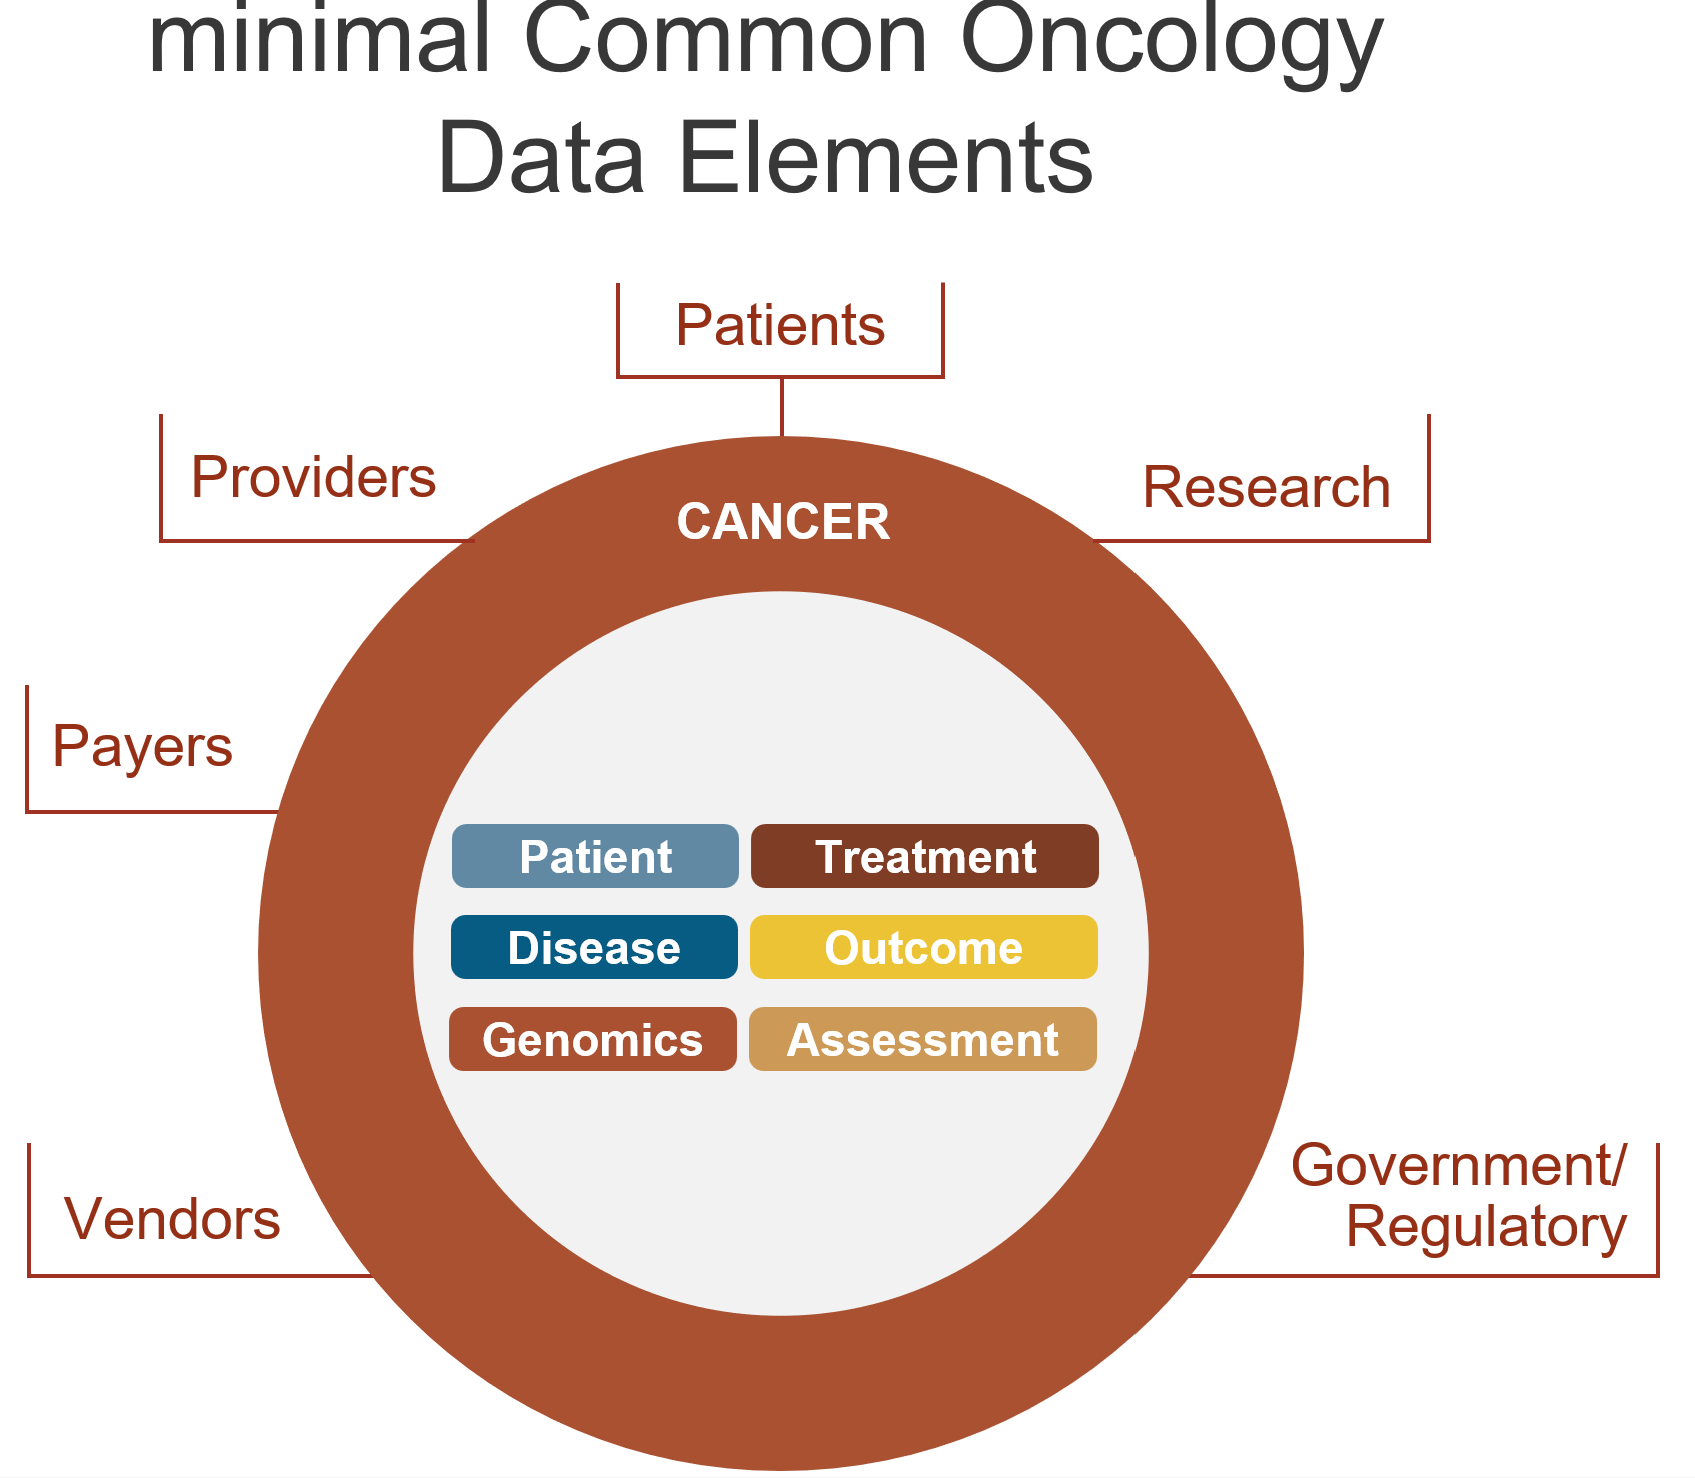 minimal Common Oncology
Data Elements
Patients
Providers
Research
CANCER
Payers
Patient
Treatment
Disease
Outcome
Genomics
Assessment
Vendors
Government/
Regulatory